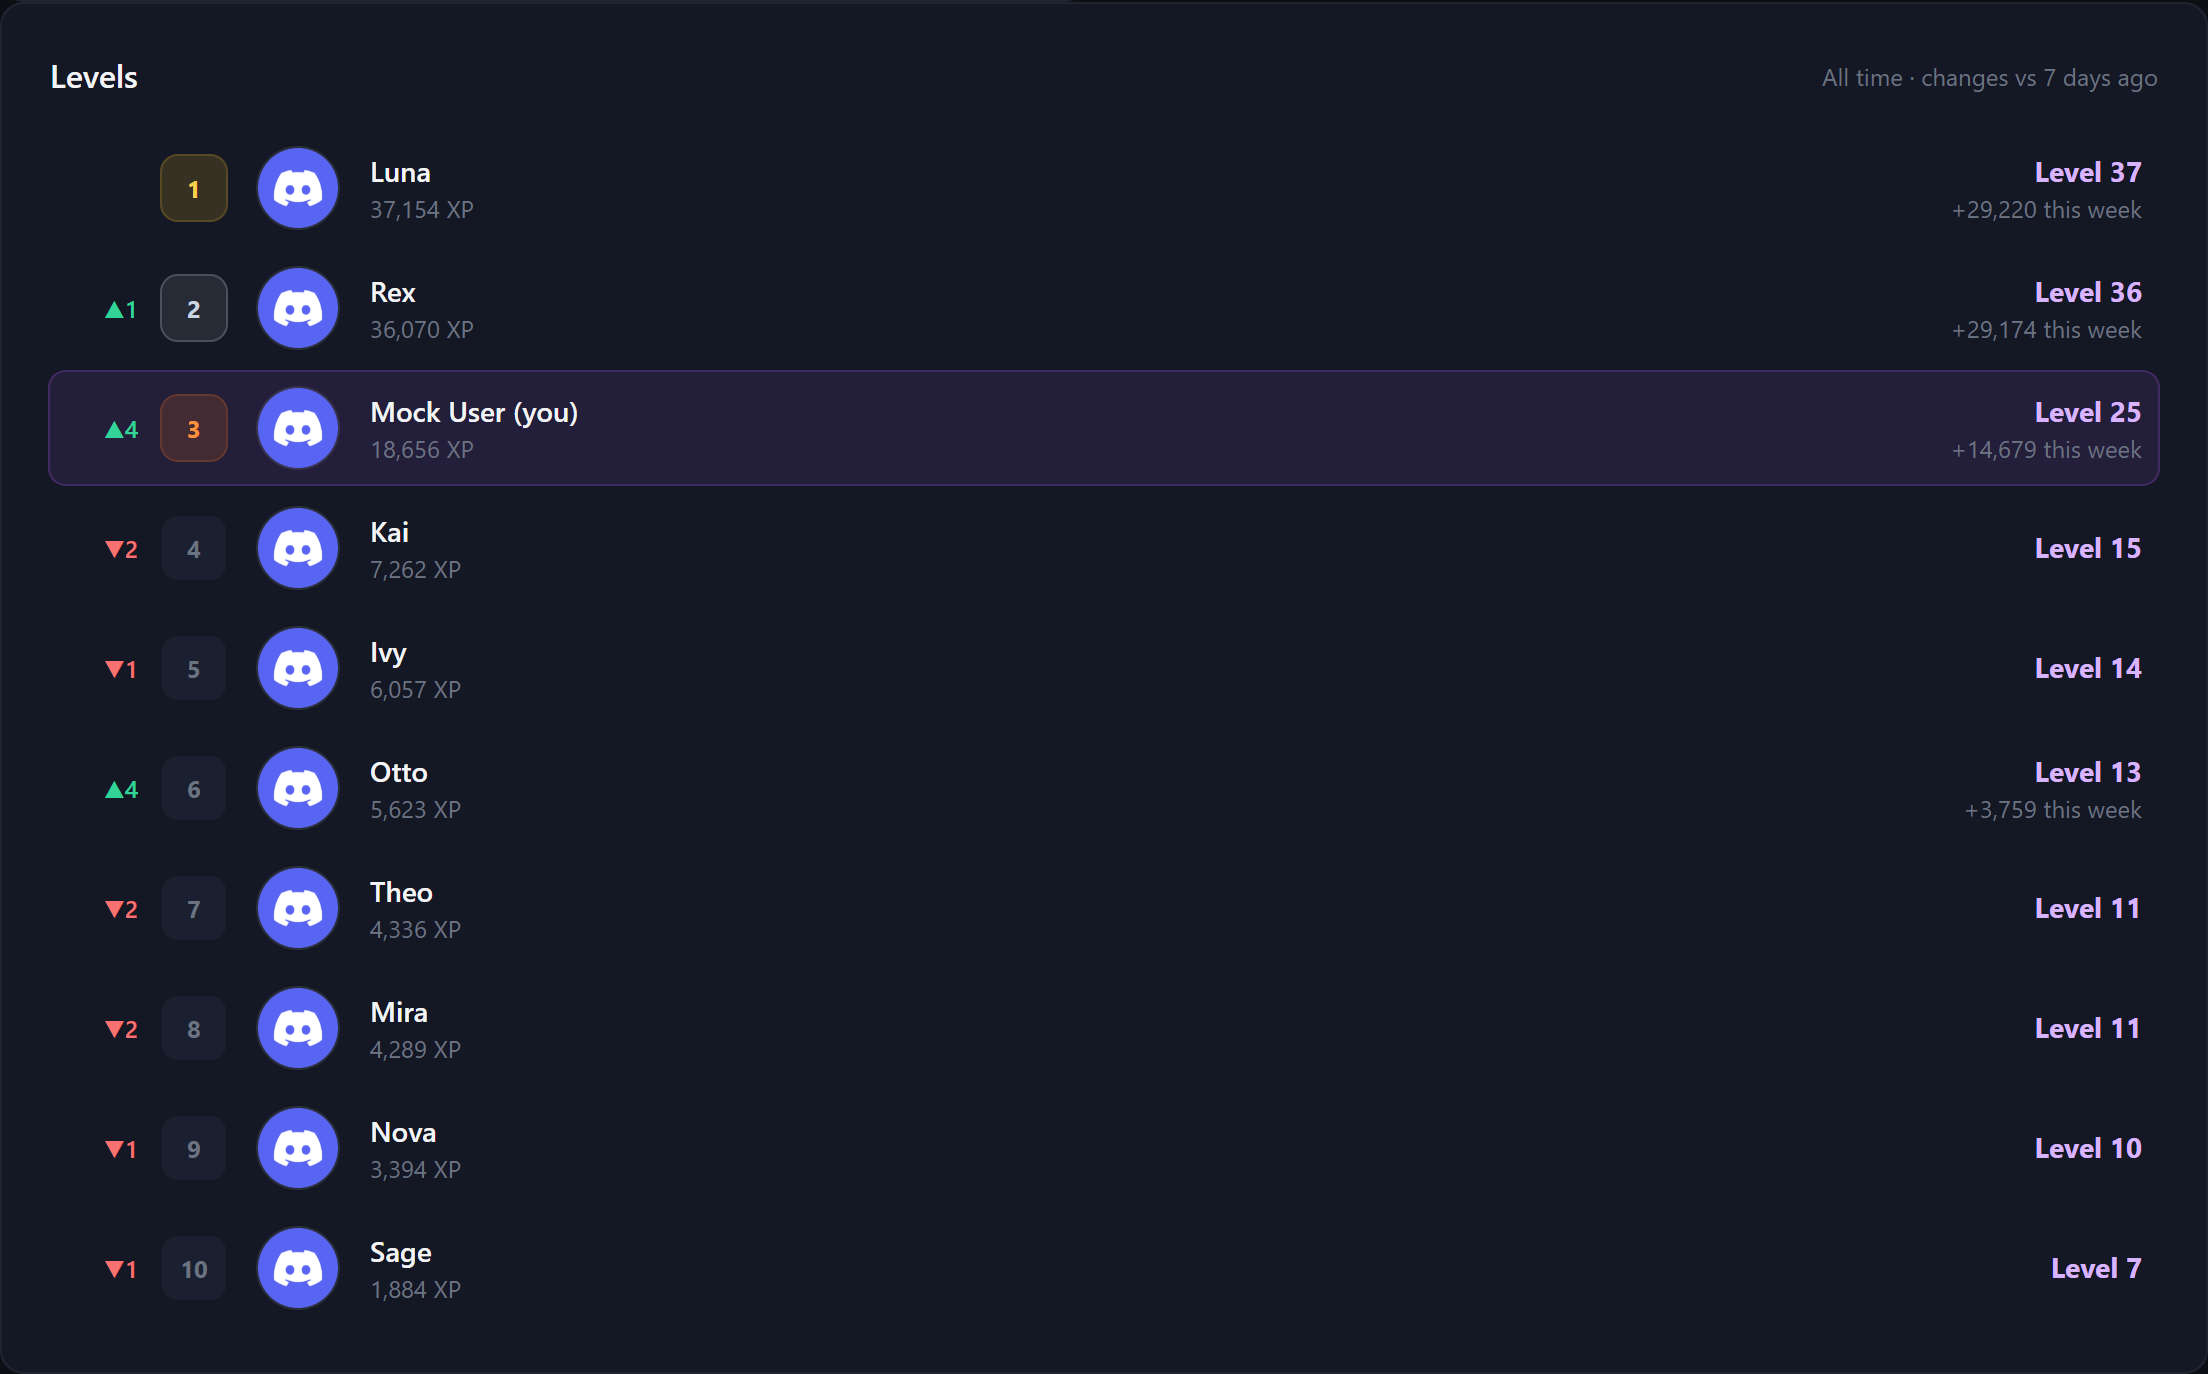 Levels
All time · changes vs 7 days ago
1
Luna
37,154 XP
Level 37
+29,220 this week
▲1
2
Rex
36,070 XP
Level 36
+29,174 this week
▲4
3
Mock User (you)
18,656 XP
Level 25
+14,679 this week
▼2
4
Kai
7,262 XP
Level 15
▼1
5
Ivy
6,057 XP
Level 14
▲4
6
Otto
5,623 XP
Level 13
+3,759 this week
▼2
7
Theo
4,336 XP
Level 11
▼2
8
Mira
4,289 XP
Level 11
▼1
9
Nova
3,394 XP
Level 10
▼1
10
Sage
1,884 XP
Level 7